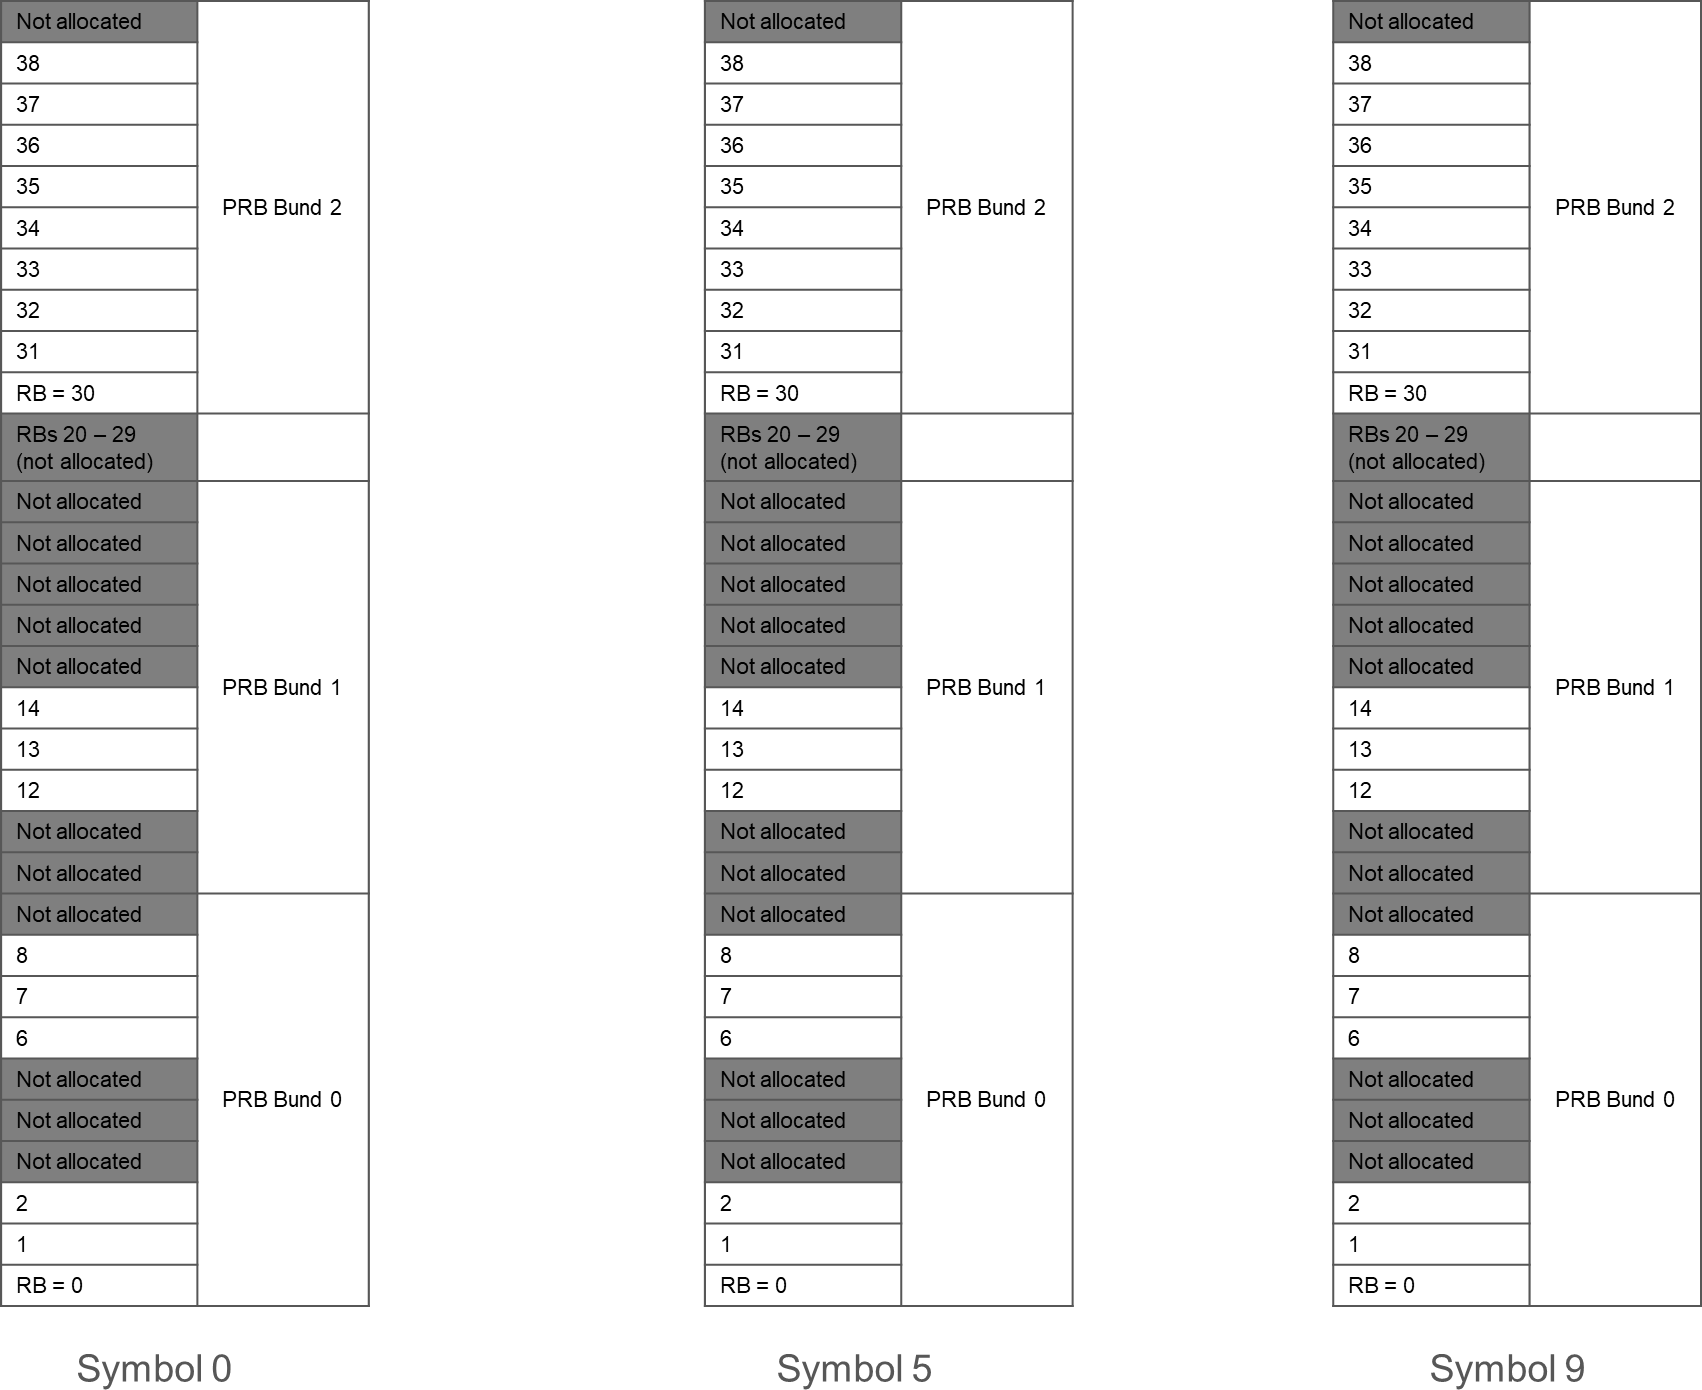 Not allocated
38
37
36
35
PRB Bund 2
34
33
32
31
RB = 30
RBs 20 – 29
(not allocated)
Not allocated
Not allocated
Not allocated
Not allocated
Not allocated
PRB Bund 1
14
13
12
Not allocated
Not allocated
Not allocated
8
7
6
Not allocated
PRB Bund 0
Not allocated
Not allocated
2
1
RB = 0
Symbol 0
Not allocated
38
37
36
35
PRB Bund 2
34
33
32
31
RB = 30
RBs 20 – 29
(not allocated)
Not allocated
Not allocated
Not allocated
Not allocated
Not allocated
PRB Bund 1
14
13
12
Not allocated
Not allocated
Not allocated
8
7
6
Not allocated
PRB Bund 0
Not allocated
Not allocated
2
1
RB = 0
Symbol 5
Not allocated
38
37
36
35
PRB Bund 2
34
33
32
31
RB = 30
RBs 20 – 29
(not allocated)
Not allocated
Not allocated
Not allocated
Not allocated
Not allocated
PRB Bund 1
14
13
12
Not allocated
Not allocated
Not allocated
8
7
6
Not allocated
PRB Bund 0
Not allocated
Not allocated
2
1
RB = 0
Symbol 9